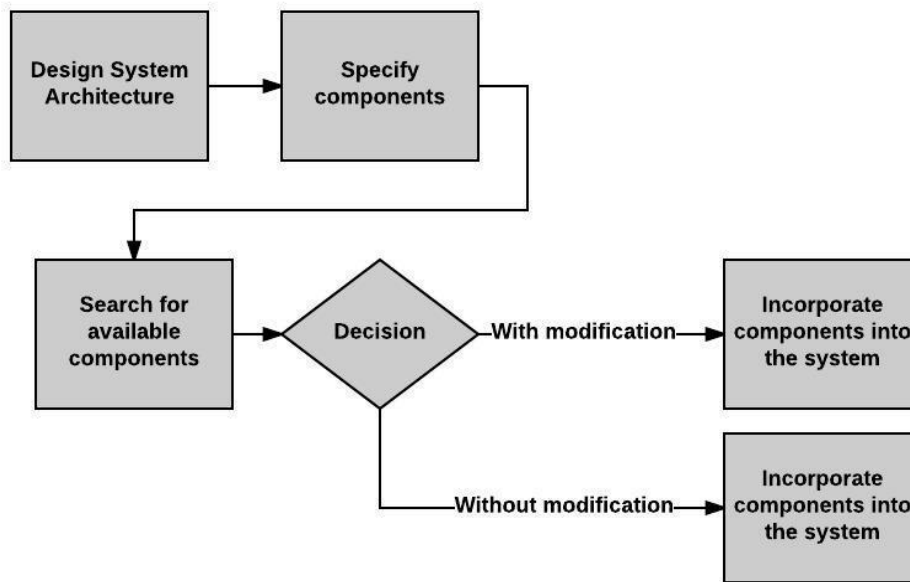 Design System
Architecture
Specify
components
Search for
available
components
Decision
With modification
Incorporate
components into
the system
Without modification
Incorporate
components into
the system